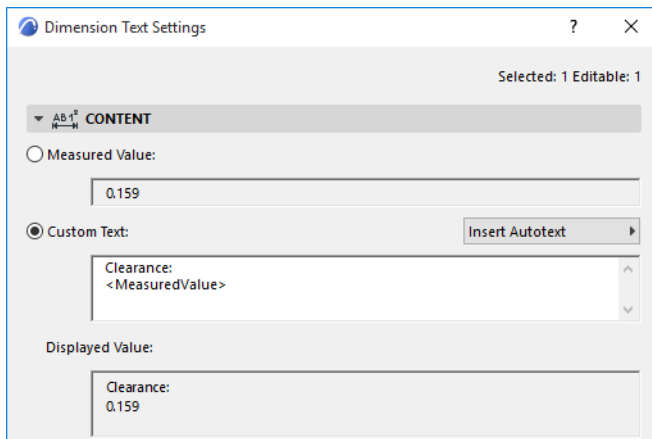 Dimension Text Settings ?
Selected: 1 Editable: 1
AB1² CONTENT
Measured Value:
0.159
Custom Text: Insert Autotext
Clearance:
<MeasuredValue>
Displayed Value:
Clearance:
0.159